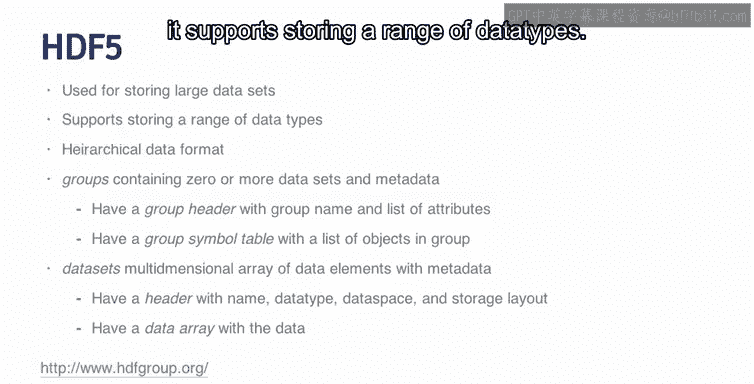 it supports storing a range of datatypes.
HDF5
· Used for storing large data sets
· Supports storing a range of data types
· Heirarchical data format
· groups containing zero or more data sets and metadata
- Have a group header with group name and list of attributes
- Have a group symbol table with a list of objects in group
· datasets multidmensional array of data elements with metadata
- Have a header with name, datatype, dataspace, and storage layout
- Have a data array with the data
http://www.hdfgroup.org/